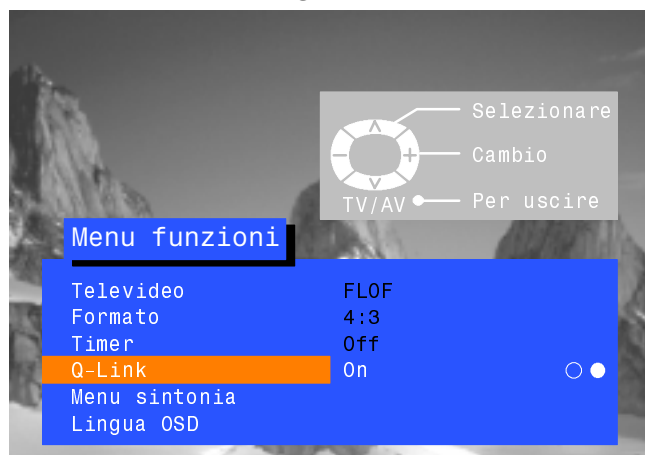 Selezionare
Cambio
TV/AV Per uscire
Menu funzioni
Televideo FLOF
Formato 4:3
Timer Off
Q-Link On
Menu sintonia
Lingua OSD